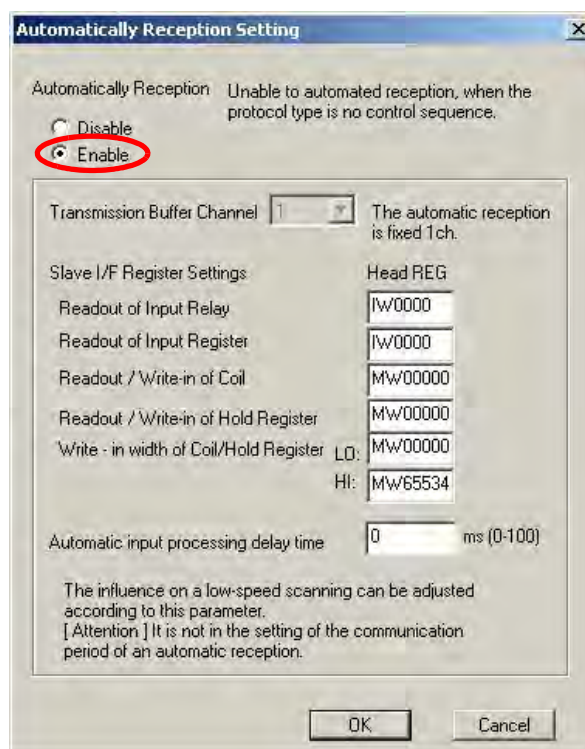 Automatically Reception Setting
Automatically Reception
Unable to automated reception, when the
protocol type is no control sequence.
Disable
Enable
Transmission Buffer Channel 1
The automatic reception
is fixed 1ch.
Slave I/F Register Settings Head REG
Readout of Input Relay IW0000
Readout of Input Register IW0000
Readout / Write-in of Coil MW00000
Readout / Write-in of Hold Register MW00000
Write - in width of Coil/Hold Register LO: MW00000
HI: MW65534
Automatic input processing delay time 0 ms (0-100)
The influence on a low-speed scanning can be adjusted
according to this parameter.
[ Attention ] It is not in the setting of the communication
period of an automatic reception.
OK Cancel